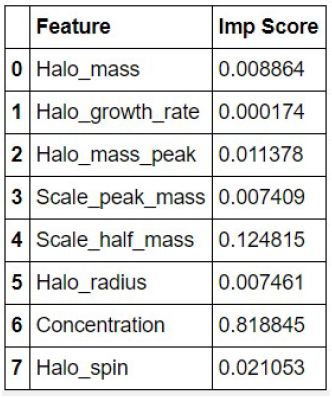 Feature Imp Score
0 Halo_mass 0.008864
1 Halo_growth_rate 0.000174
2 Halo_mass_peak 0.011378
3 Scale_peak_mass 0.007409
4 Scale_half_mass 0.124815
5 Halo_radius 0.007461
6 Concentration 0.818845
7 Halo_spin 0.021053